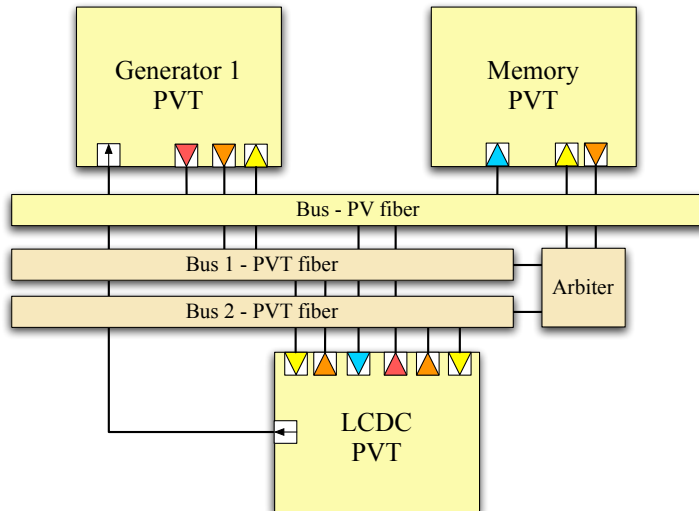 Generator 1
PVT
Memory
PVT
Bus - PV fiber
Bus 1 - PVT fiber
Arbiter
Bus 2 - PVT fiber
LCDC
PVT